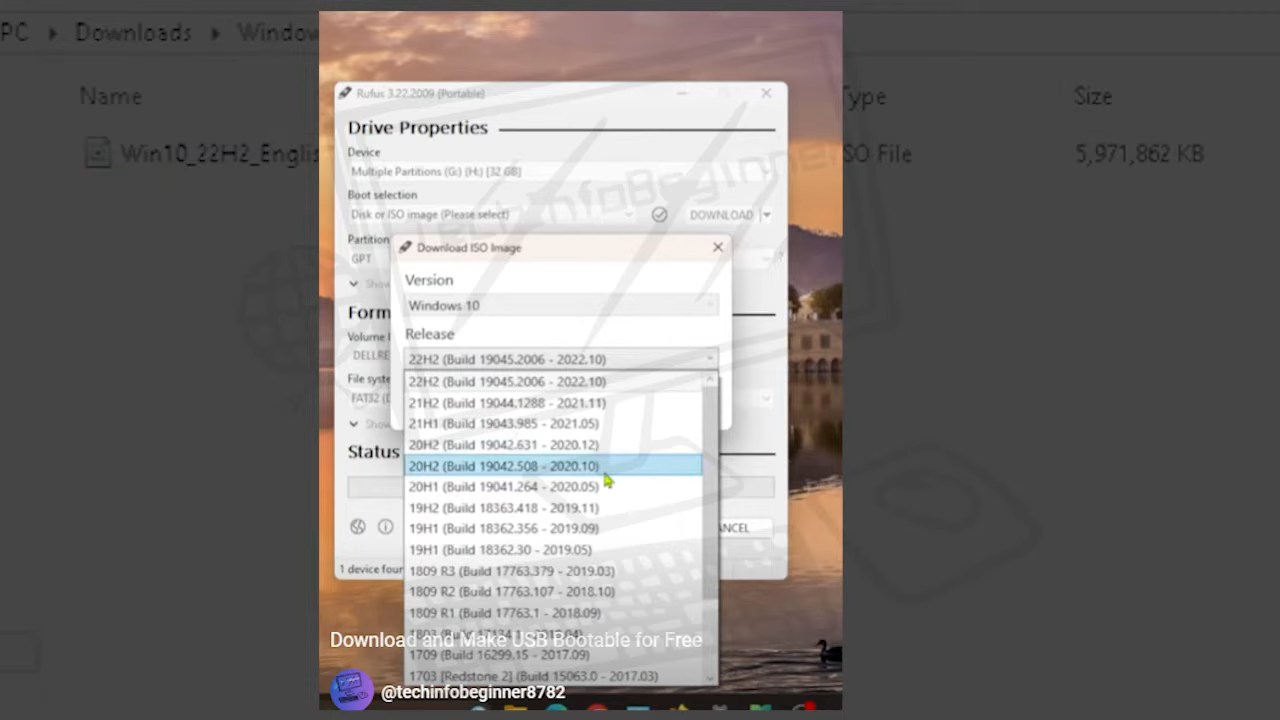 PC > Downloads > Window
Name
Type
Size
Win10_22H2_Englis
SO File
5,971,862 KB
Rufus 3.22.2009 (Portable)
Drive Properties
Device
Multiple Partitions (G:) (H:) [32 GB]
Boot selection
Disk or ISO image (Please select)
DOWNLOAD
Partition
GPT
Download ISO Image
Version
Windows 10
Show
Release
Form
22H2 (Build 19045.2006 - 2022.10)
Volume l
DELLRE
22H2 (Build 19045.2006 - 2022.10)
File syste
FAT32 (D
21H2 (Build 19044.1288 - 2021.11)
21H1 (Build 19043.985 - 2021.05)
Show
20H2 (Build 19042.631 - 2020.12)
Status
20H2 (Build 19042.508 - 2020.10)
20H1 (Build 19041.264 - 2020.05)
19H2 (Build 18363.418 - 2019.11)
19H1 (Build 18362.356 - 2019.09)
ANCEL
19H1 (Build 18362.30 - 2019.05)
1 device foun
1809 R3 (Build 17763.379 - 2019.03)
1809 R2 (Build 17763.107 - 2018.10)
1809 R1 (Build 17763.1 - 2018.09)
Download and Make USB Bootable for Free
1709 (Build 16299.15 - 2017.09)
1703 [Redstone 2] (Build 15063.0 - 2017.03)
@techinfobeginner8782
TechInfoBeginner